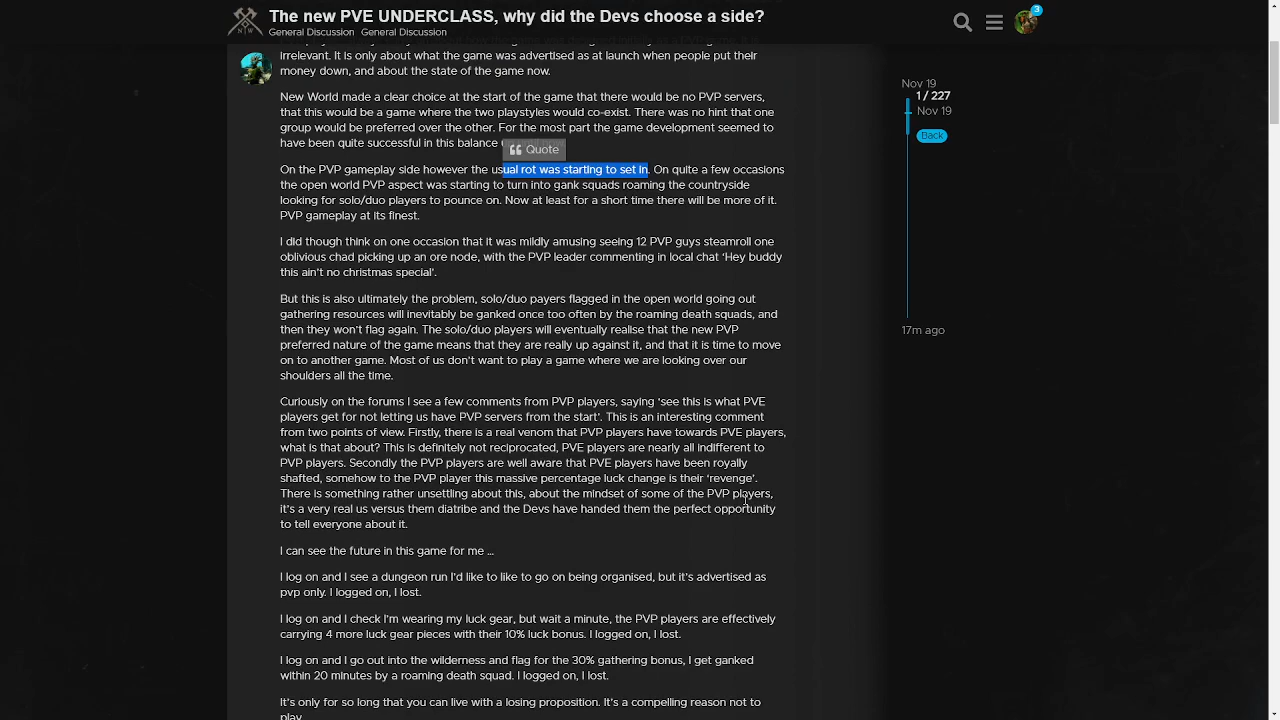 The new PVE UNDERCLASS, why did the Devs choose a side?
N W
General Discussion General Discussion
3
irrelevant. It is only about what the game was advertised as at launch when people put their
money down, and about the state of the game now.
New World made a clear choice at the start of the game that there would be no PVP servers,
that this would be a game where the two playstyles would co-exist. There was no hint that one
group would be preferred over the other. For the most part the game development seemed to
have been quite successful in this balance
Quote
On the PVP gameplay side however the usual rot was starting to set in. On quite a few occasions
the open world PVP aspect was starting to turn into gank squads roaming the countryside
looking for solo/duo players to pounce on. Now at least for a short time there will be more of it.
PVP gameplay at its finest.
I did though think on one occasion that it was mildly amusing seeing 12 PVP guys steamroll one
oblivious chad picking up an ore node, with the PVP leader commenting in local chat ‘Hey buddy
this ain’t no christmas special’.
But this is also ultimately the problem, solo/duo payers flagged in the open world going out
gathering resources will inevitably be ganked once too often by the roaming death squads, and
then they won’t flag again. The solo/duo players will eventually realise that the new PVP
preferred nature of the game means that they are really up against it, and that it is time to move
on to another game. Most of us don’t want to play a game where we are looking over our
shoulders all the time.
Curiously on the forums I see a few comments from PVP players, saying ‘see this is what PVE
players get for not letting us have PVP servers from the start’. This is an interesting comment
from two points of view. Firstly, there is a real venom that PVP players have towards PVE players,
what is that about? This is definitely not reciprocated, PVE players are nearly all indifferent to
PVP players. Secondly the PVP players are well aware that PVE players have been royally
shafted, somehow to the PVP player this massive percentage luck change is their ‘revenge’.
There is something rather unsettling about this, about the mindset of some of the PVP players,
it’s a very real us versus them diatribe and the Devs have handed them the perfect opportunity
to tell everyone about it.
I can see the future in this game for me …
I log on and I see a dungeon run I’d like to like to go on being organised, but it’s advertised as
pvp only. I logged on, I lost.
I log on and I check I’m wearing my luck gear, but wait a minute, the PVP players are effectively
carrying 4 more luck gear pieces with their 10% luck bonus. I logged on, I lost.
I log on and I go out into the wilderness and flag for the 30% gathering bonus, I get ganked
within 20 minutes by a roaming death squad. I logged on, I lost.
It’s only for so long that you can live with a losing proposition. It’s a compelling reason not to
play
Nov 19
1 / 227
Nov 19
Back
17m ago